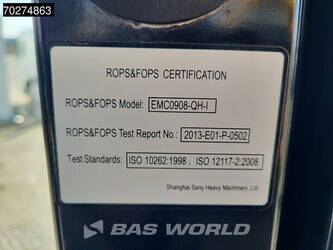 70274863
ROPS&FOPS CERTIFICATION
ROPS&FOPS Model: EMC0908-QH-I
ROPS&FOPS Test Report No.: 2013-E01-P-0502
Test Standards: ISO 10262:1998 、ISO 12117-2:2008
Shanghai Sany Heavy Machinery .,Ltd
BAS WORLD